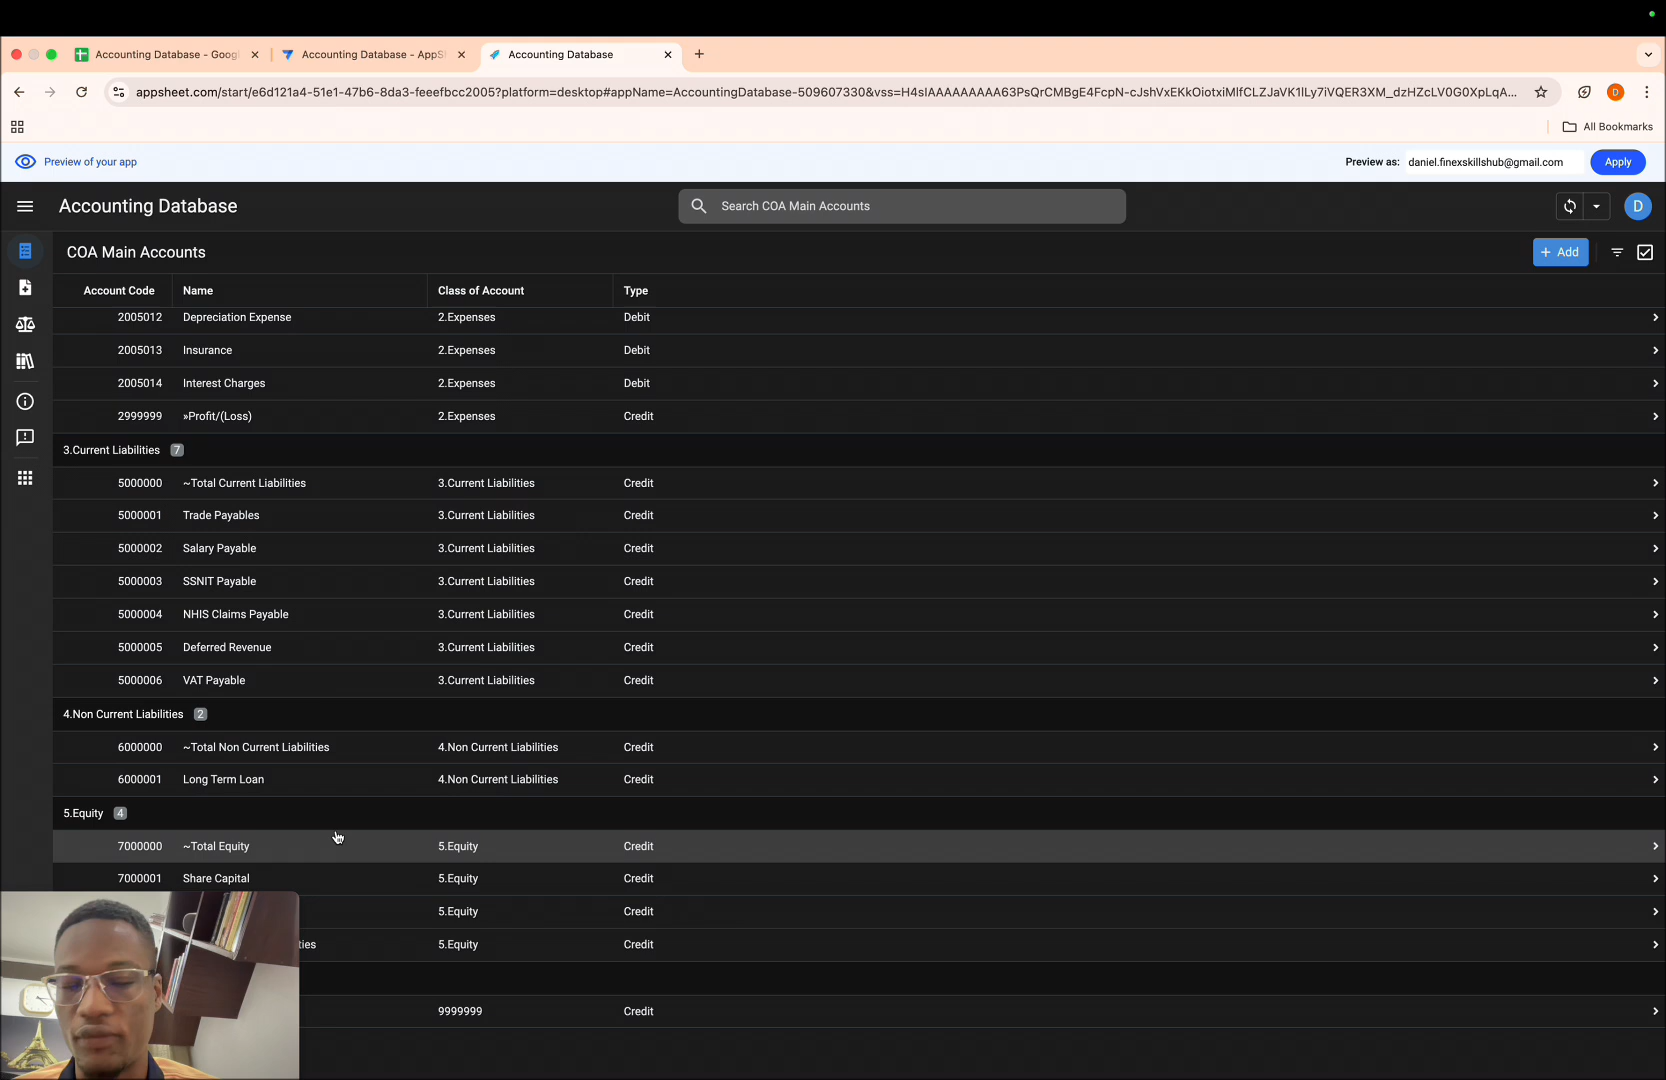 Accounting Database - Googl
Accounting Database - AppS
Accounting Database
appsheet.com/start/e6d121a4-51e1-47b6-8da3-feeefbcc2005?platform=desktop#appName=AccountingDatabase-509607330&vss=
All Bookmarks
Preview of your app
Preview as: daniel.finexskillshub@gmail.com Apply
Accounting Database
Search COA Main Accounts
D
COA Main Accounts
+ Add
Account Code Name Class of Account Type
2005012 Depreciation Expense 2.Expenses Debit
2005013 Insurance 2.Expenses Debit
2005014 Interest Charges 2.Expenses Debit
2999999 »Profit/(Loss) 2.Expenses Credit
3.Current Liabilities 7
5000000 ~Total Current Liabilities 3.Current Liabilities Credit
5000001 Trade Payables 3.Current Liabilities Credit
5000002 Salary Payable 3.Current Liabilities Credit
5000003 SSNIT Payable 3.Current Liabilities Credit
5000004 NHIS Claims Payable 3.Current Liabilities Credit
5000005 Deferred Revenue 3.Current Liabilities Credit
5000006 VAT Payable 3.Current Liabilities Credit
4.Non Current Liabilities 2
6000000 ~Total Non Current Liabilities 4.Non Current Liabilities Credit
6000001 Long Term Loan 4.Non Current Liabilities Credit
5.Equity 4
7000000 ~Total Equity 5.Equity Credit
7000001 Share Capital 5.Equity Credit
5.Equity Credit
ties 5.Equity Credit
9999999 Credit